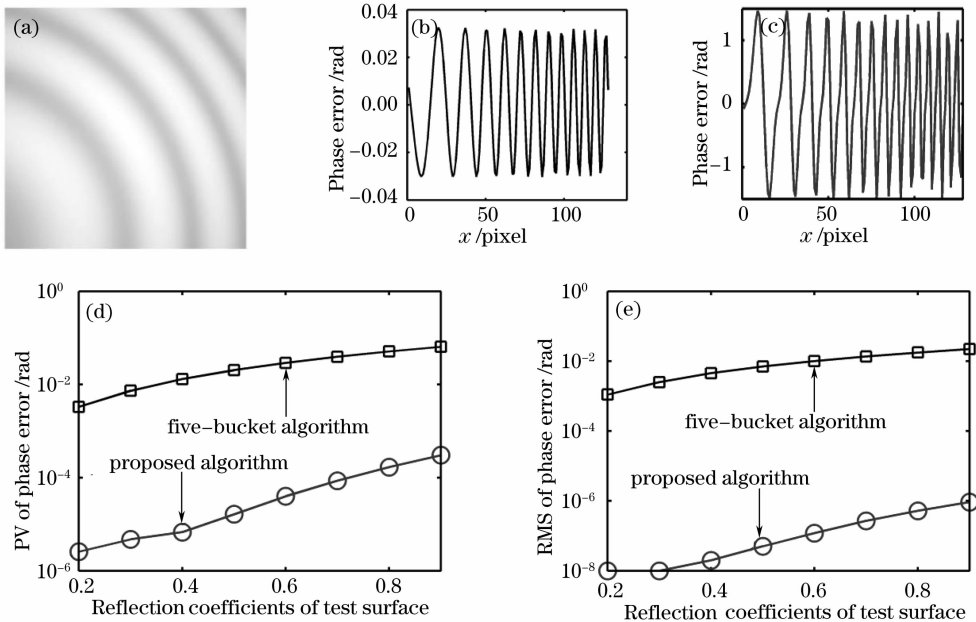 (a)
(b)
Phase error /rad
0.04
0.02
0.00
−0.02
−0.04
0
50
100
x /pixel
(c)
Phase error /rad
1
0
−1
0
50
100
x /pixel
(d)
PV of phase error /rad
10⁰
10⁻²
10⁻⁴
10⁻⁶
five−bucket algorithm
proposed algorithm
0.2
0.4
0.6
0.8
Reflection coefficients of test surface
(e)
RMS of phase error /rad
10⁰
10⁻²
10⁻⁴
10⁻⁶
10⁻⁸
five−bucket algorithm
proposed algorithm
0.2
0.4
0.6
0.8
Reflection coefficients of test surface